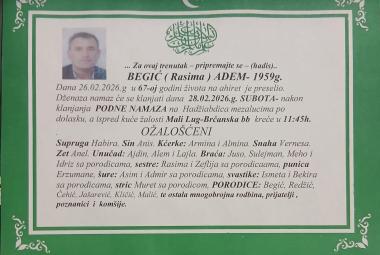 ... Za ovaj trenutak – pripremajte se – (hadis)..
BEGIĆ ( Rasima ) ADEM- 1959g.
Dana 26.02.2026.g u 67-oj godini života na ahiret je preselio.
Dženaza namaz će se klanjati dana 28.02.2026.g. SUBOTA- nakon
klanjanja PODNE NAMAZA na Hadžiabdića mezalucima po
dolasku, a ispred kuće žalosti Mali Lug-Brčanska bb kreće u 11:45h.
OŽALOŠĆENI
Supruga Habira. Sin Anis. Kćerke: Armina i Almina. Snaha Vernesa.
Zet Anel. Unučad: Ajdin, Alem i Lajla. Braća: Juso, Sulejman, Meho i
Idriz sa porodicama, sestre: Rasima i Zeflija sa porodicaama, punica
Erzumane, šure: Asim i Admir sa porodicama, svastike: Ismeta i Bekira
sa porodicama, stric Muret sa porodicom, PORODICE: Begić, Redžić,
Čehić, Jašarević, Kličić, Malić, te ostala mnogobrojna rodbina, prijatelji ,
poznanici i komšije.